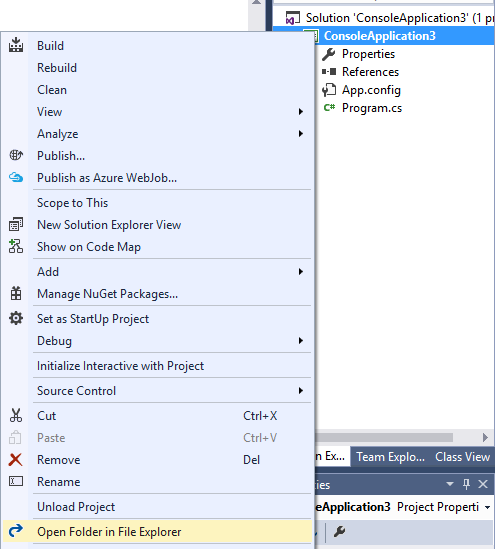 Solution 'ConsoleApplication3' (1 pr
ConsoleApplication3
Properties
References
App.config
C# Program.cs
Build
Rebuild
Clean
View
Analyze
Publish...
Publish as Azure WebJob...
Scope to This
New Solution Explorer View
Show on Code Map
Add
Manage NuGet Packages...
Set as StartUp Project
Debug
Initialize Interactive with Project
Source Control
Cut Ctrl+X
Paste Ctrl+V
Remove Del
Rename
Unload Project
Open Folder in File Explorer
n Ex... Team Explo... Class View
ties
leApplication3 Project Properti